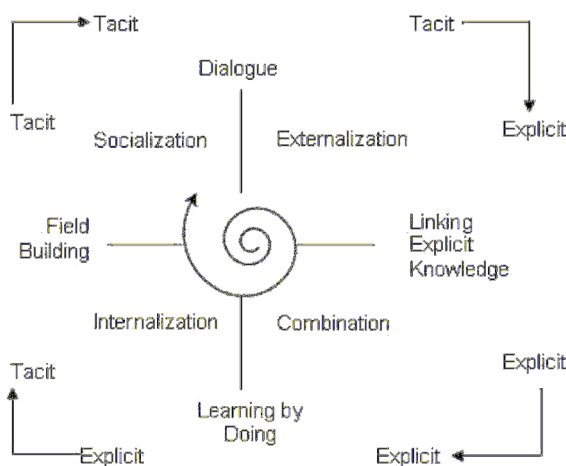 Tacit
Tacit
Dialogue
Tacit
Explicit
Socialization
Externalization
Field
Building
Linking
Explicit
Knowledge
Internalization
Combination
Tacit
Explicit
Learning by
Doing
Explicit
Explicit